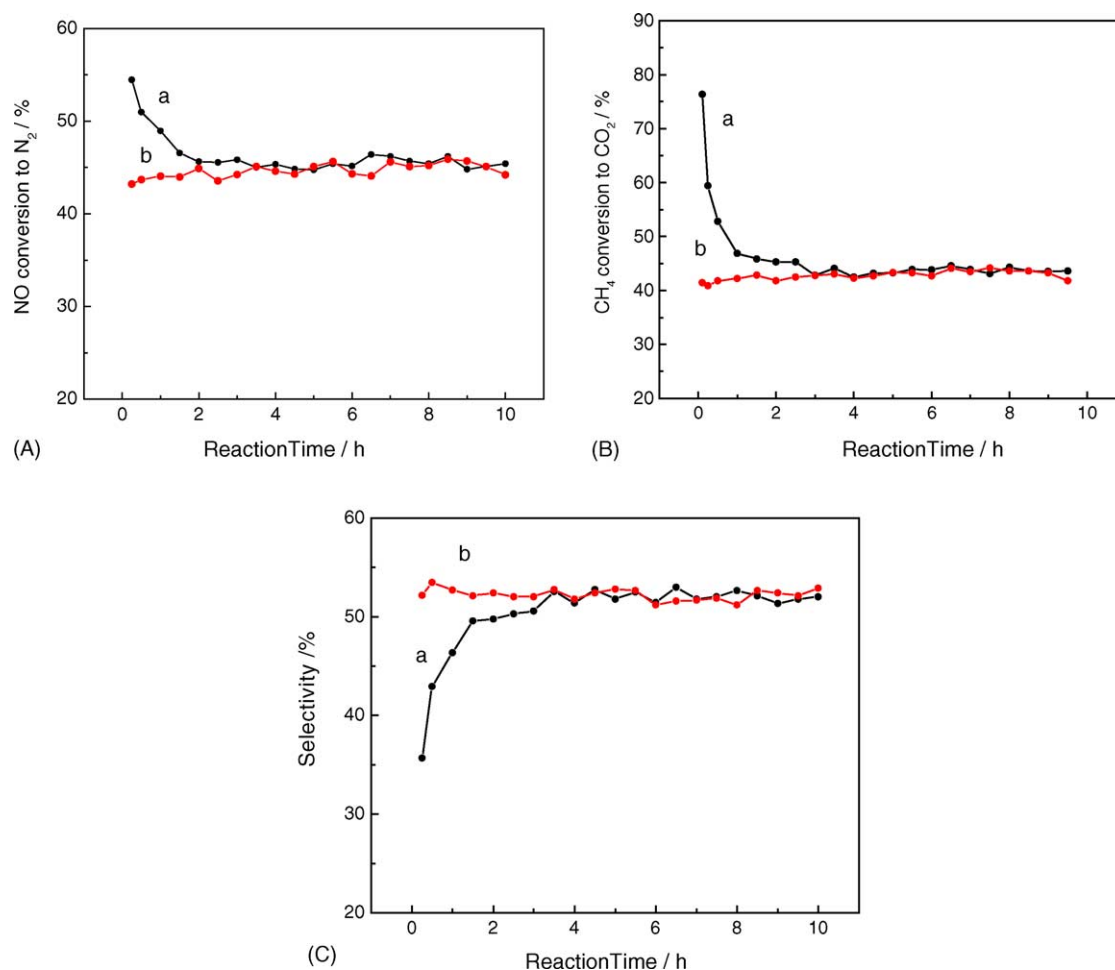 60
50
40
30
20
NO conversion to N₂ / %
a
b
0 2 4 6 8 10
ReactionTime / h
(A)
90
80
70
60
50
40
30
20
CH₄ conversion to CO₂ / %
a
b
0 2 4 6 8 10
ReactionTime / h
(B)
60
50
40
30
20
Selectivity /%
b
a
0 2 4 6 8 10
ReactionTime / h
(C)